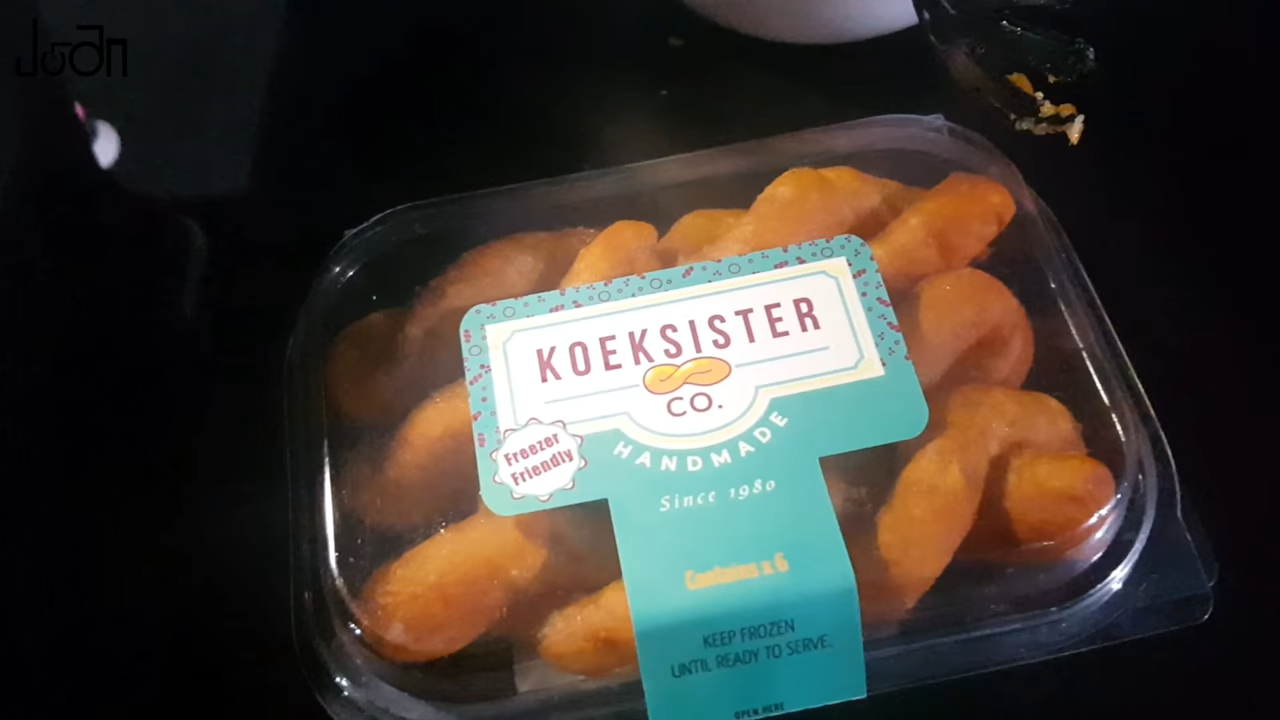 KOEKSISTER
CO.
HANDMADE
Since 1980
Freezer
Friendly
Contains x 6
KEEP FROZEN
UNTIL READY TO SERVE.
OPEN HERE